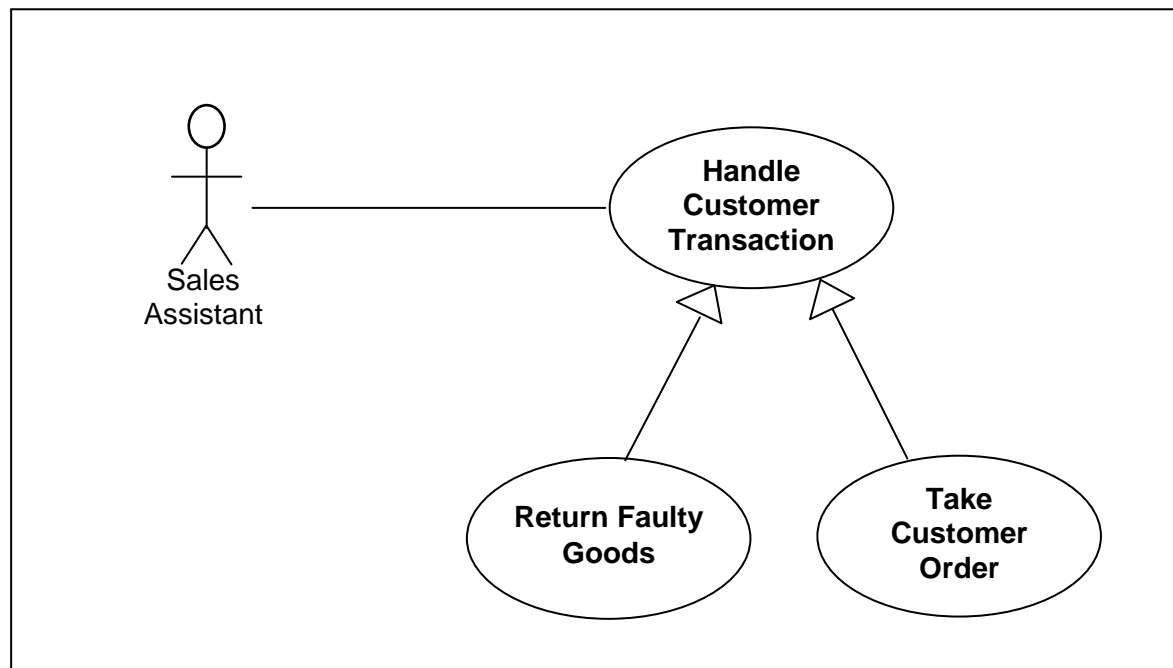 Handle
Customer
Transaction
Sales
Assistant
Return Faulty
Goods
Take
Customer
Order